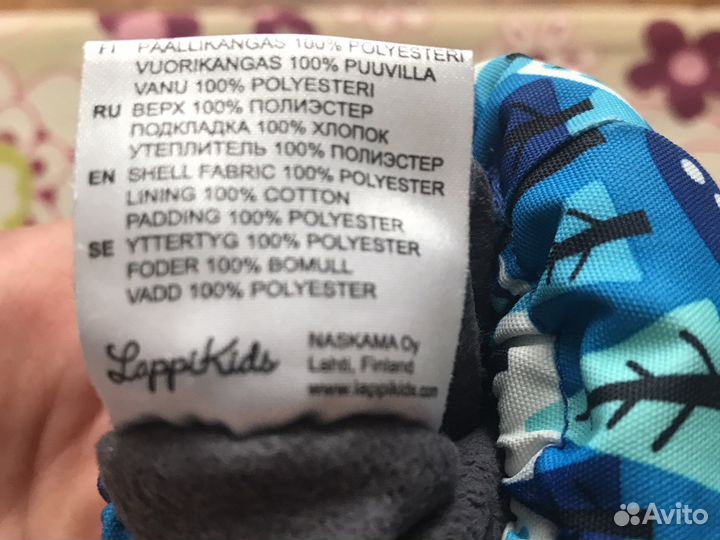 FI PÄÄLLIKANGAS 100% POLYESTERI
VUORIKANGAS 100% PUUVILLA
VANU 100% POLYESTERI
RU ВЕРХ 100% ПОЛИЭСТЕР
ПОДКЛАДКА 100% ХЛОПОК
УТЕПЛИТЕЛЬ 100% ПОЛИЭСТЕР
EN SHELL FABRIC 100% POLYESTER
LINING 100% COTTON
PADDING 100% POLYESTER
SE YTTERTYG 100% POLYESTER
FODER 100% BOMULL
VADD 100% POLYESTER
LappiKids
NASKAMA Oy
Lahti, Finland
www.lappikids.com
Avito